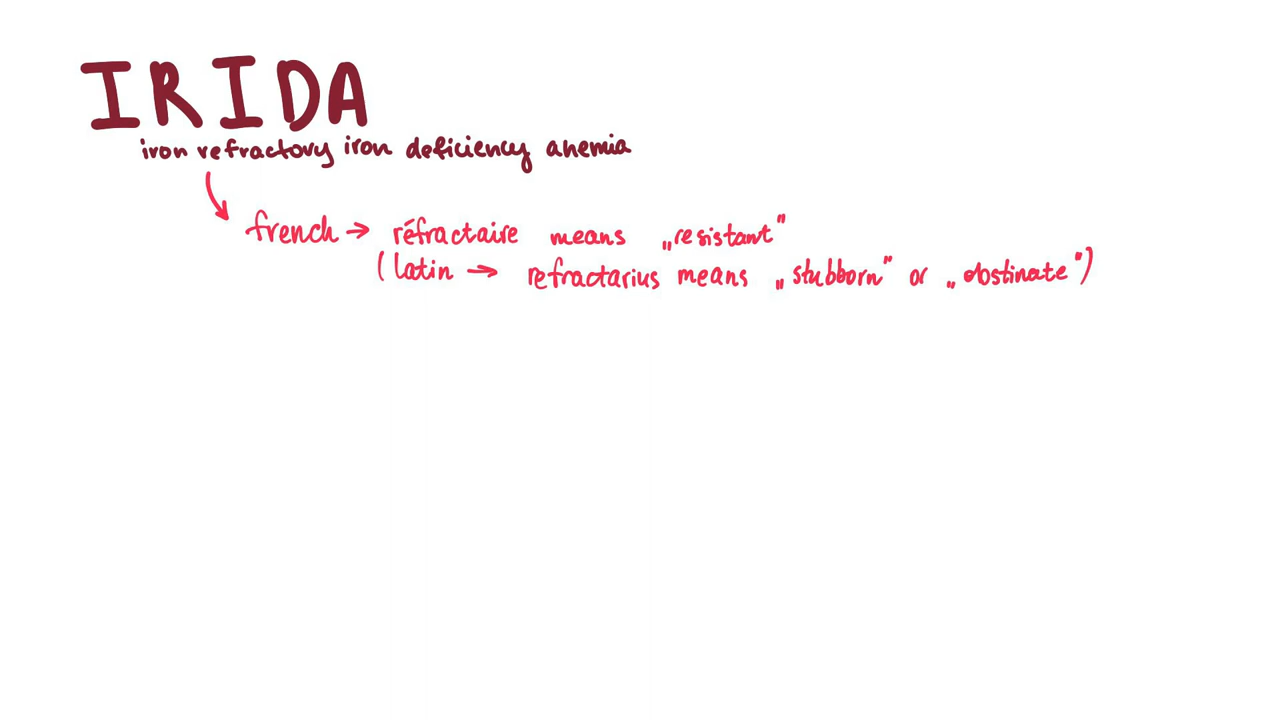 IRIDA
iron refractory iron deficiency anemia
french → réfractaire means „resistant"
(latin → refractarius means „stubborn" or „obstinate")